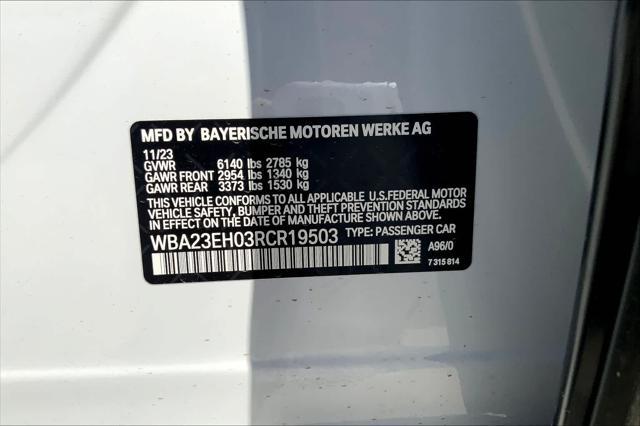 MFD BY BAYERISCHE MOTOREN WERKE AG
11/23
GVWR 6140 lbs 2785 kg
GAWR FRONT 2954 lbs 1340 kg
GAWR REAR 3373 lbs 1530 kg
THIS VEHICLE CONFORMS TO ALL APPLICABLE U.S.FEDERAL MOTOR
VEHICLE SAFETY, BUMPER AND THEFT PREVENTION STANDARDS
IN EFFECT ON THE DATE OF MANUFACTURE SHOWN ABOVE.
WBA23EH03RCR19503 TYPE: PASSENGER CAR
A96/0
7 315 814